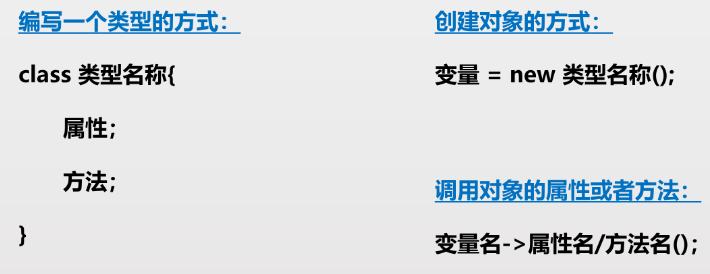 编写一个类型的方式：
class 类型名称{
属性；
方法；
}
创建对象的方式：
变量 = new 类型名称();
调用对象的属性或者方法：
变量名->属性名/方法名()；